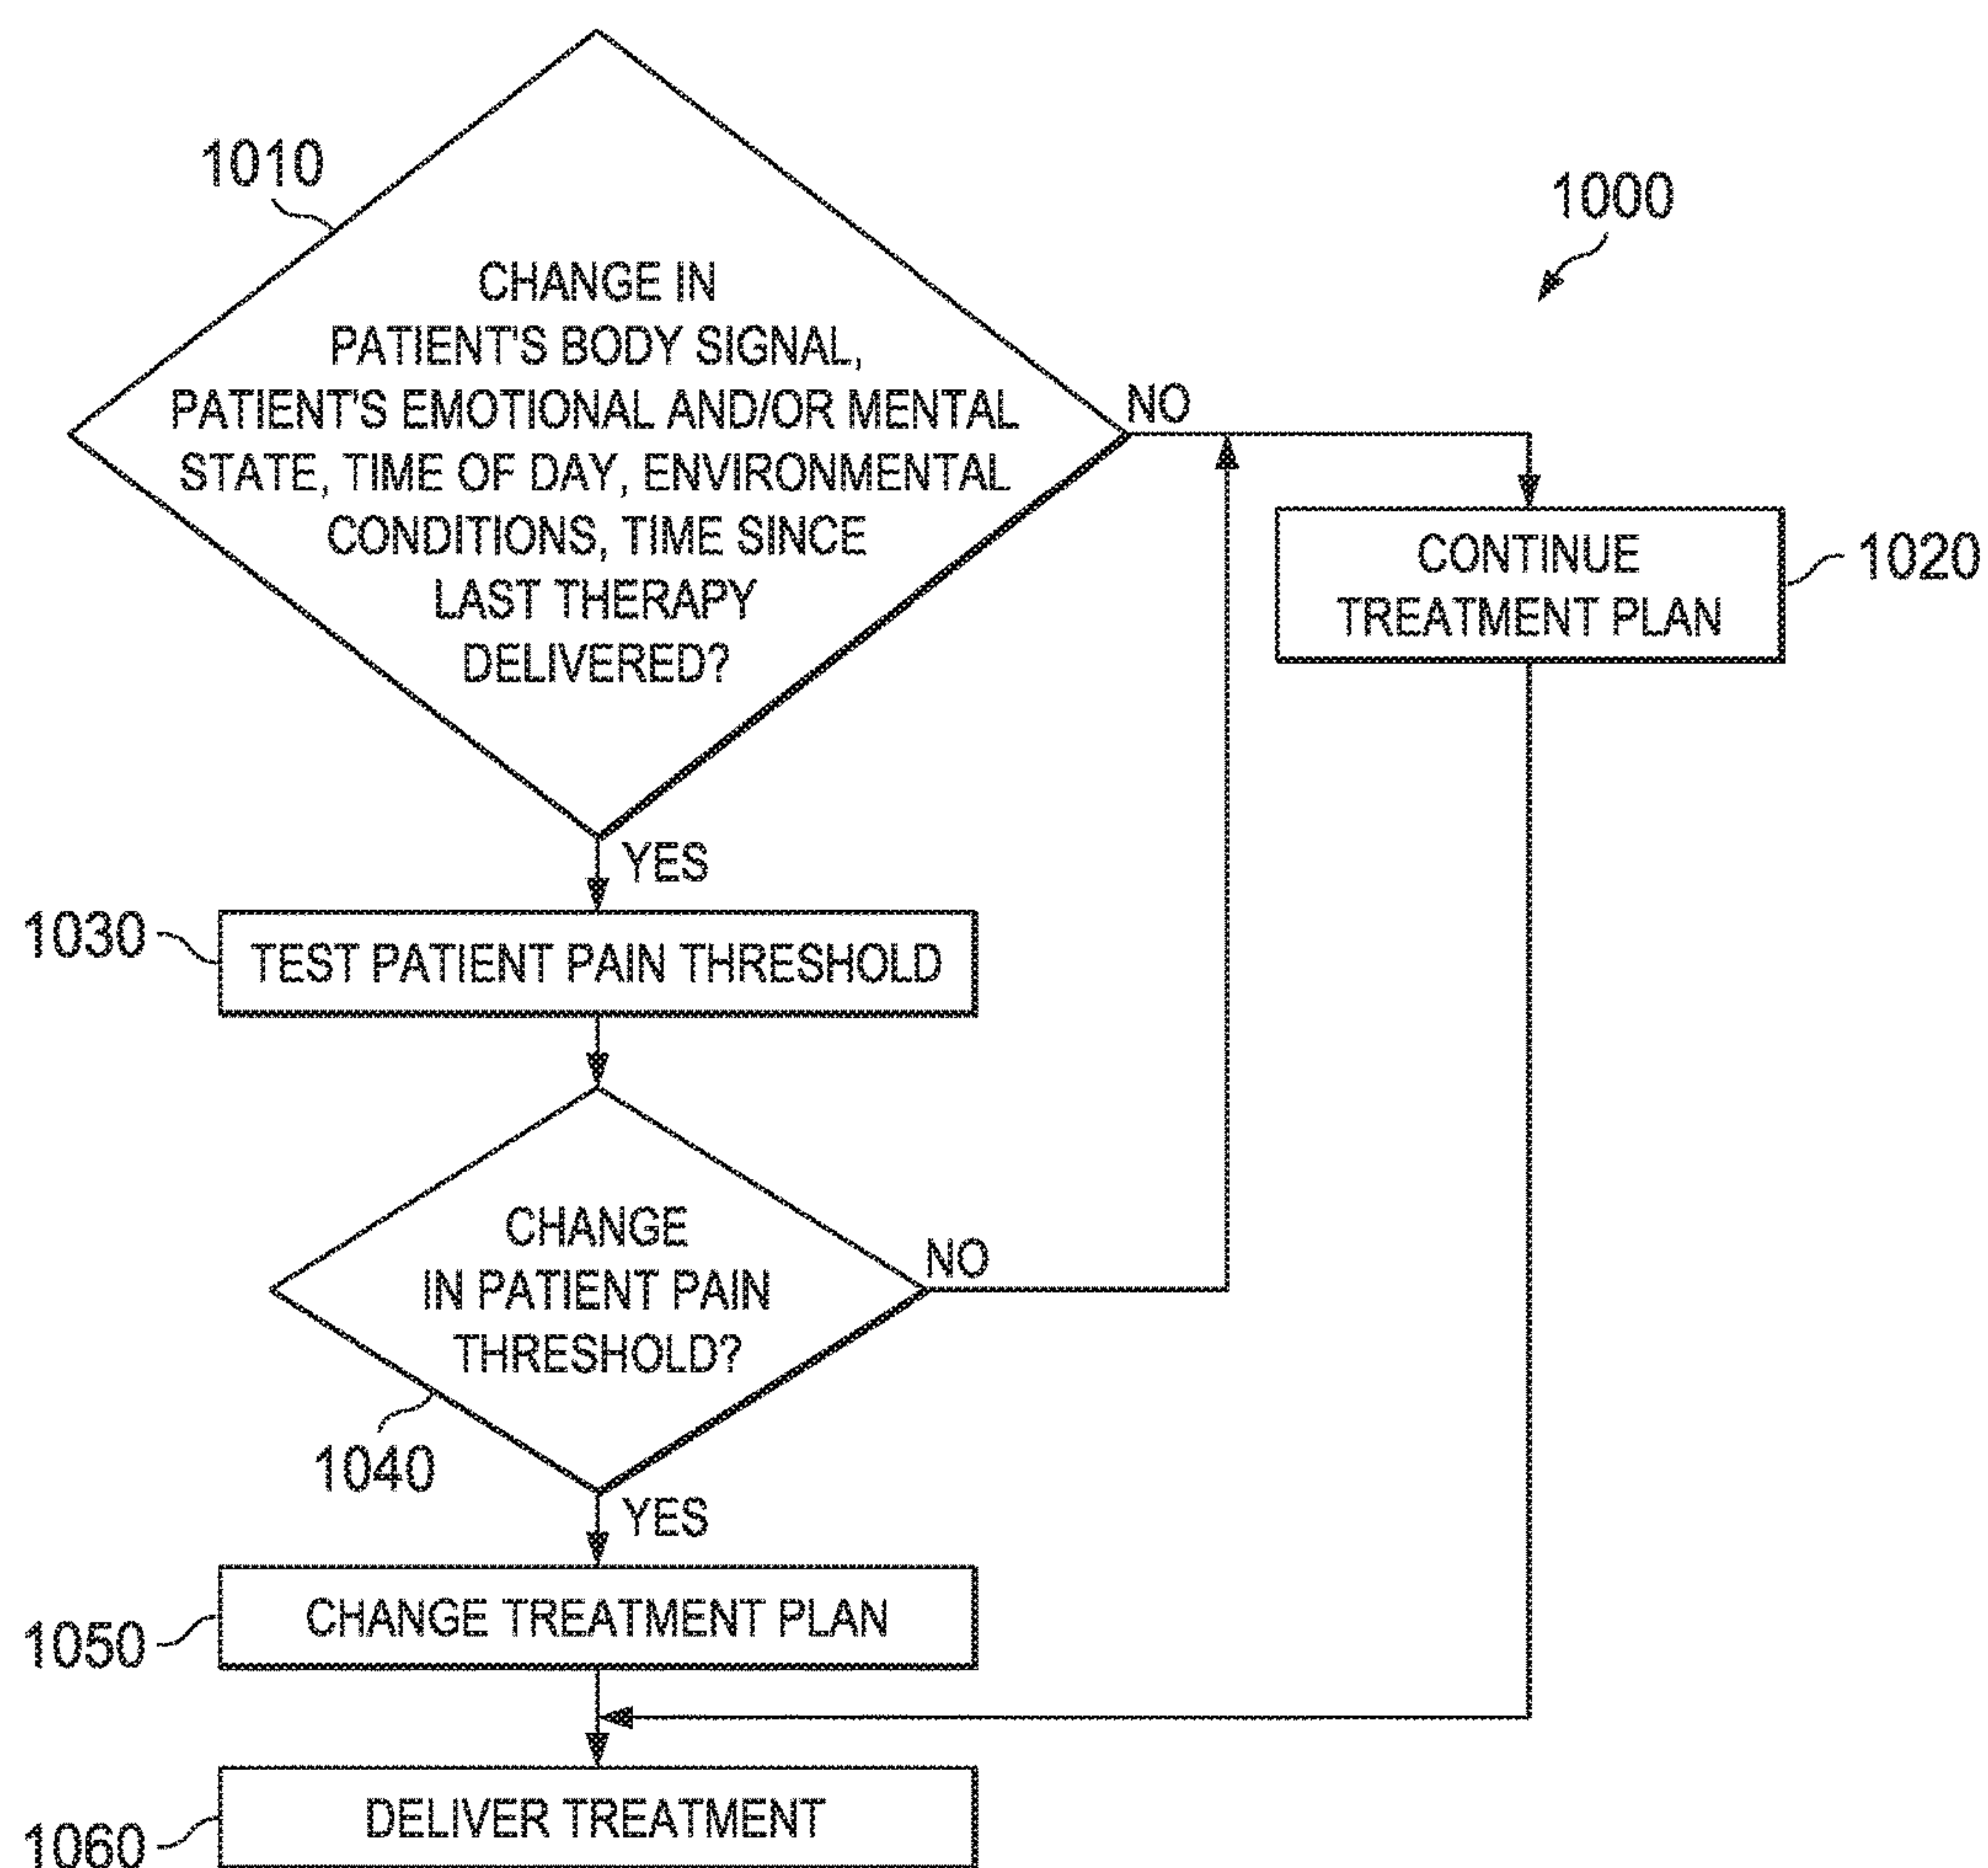 1010
1000
CHANGE IN
PATIENT'S BODY SIGNAL,
PATIENT'S EMOTIONAL AND/OR MENTAL
STATE, TIME OF DAY, ENVIRONMENTAL
CONDITIONS, TIME SINCE
LAST THERAPY
DELIVERED?
NO
CONTINUE
TREATMENT PLAN
1020
YES
1030
TEST PATIENT PAIN THRESHOLD
CHANGE
IN PATIENT PAIN
THRESHOLD?
NO
1040
YES
1050
CHANGE TREATMENT PLAN
1060
DELIVER TREATMENT